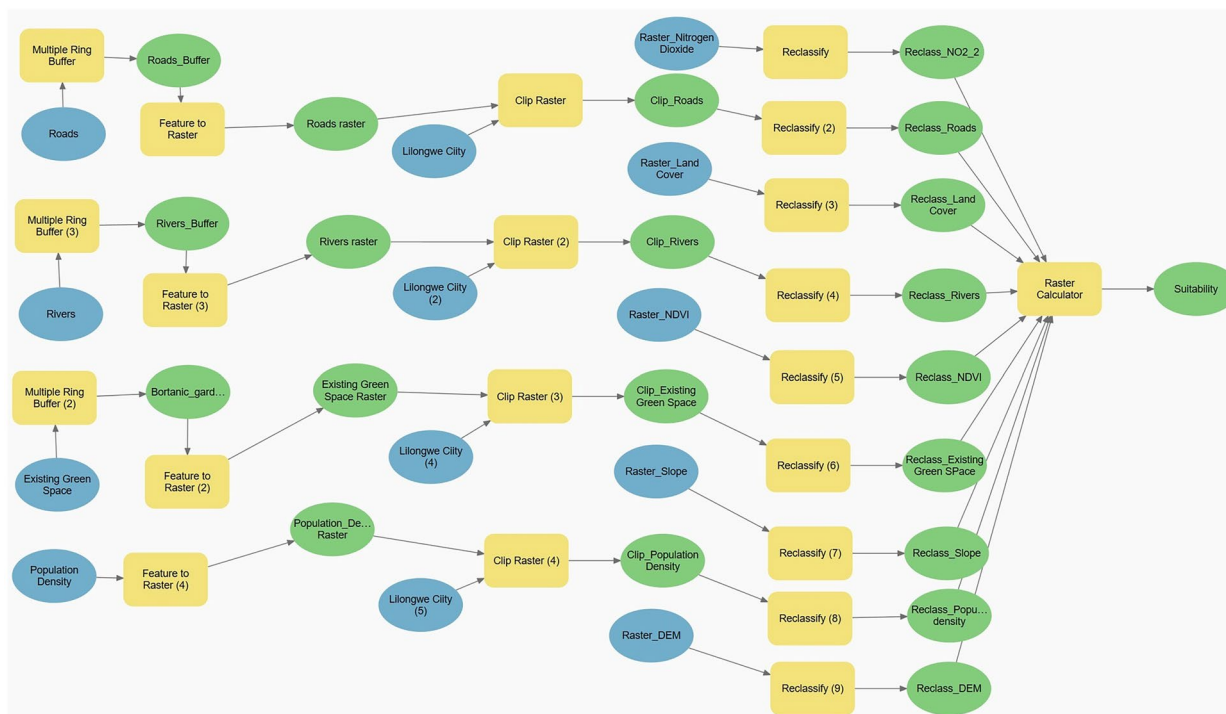 Multiple Ring
Buffer
Roads_Buffer
Roads
Feature to
Raster
Roads raster
Clip Raster
Lilongwe Ciity
Clip_Roads
Raster_Nitrogen
Dioxide
Reclassify
Reclass_NO2_2
Reclassify (2)
Reclass_Roads
Raster_Land
Cover
Reclassify (3)
Reclass_Land
Cover
Multiple Ring
Buffer (3)
Rivers_Buffer
Rivers
Feature to
Raster (3)
Rivers raster
Clip Raster (2)
Lilongwe Ciity
(2)
Clip_Rivers
Reclassify (4)
Reclass_Rivers
Raster
Calculator
Suitability
Raster_NDVI
Reclassify (5)
Reclass_NDVI
Multiple Ring
Buffer (2)
Bortanic_gard...
Existing Green
Space
Feature to
Raster (2)
Existing Green
Space Raster
Clip Raster (3)
Lilongwe Ciity
(4)
Clip_Existing
Green Space
Reclassify (6)
Reclass_Existing
Green SPace
Raster_Slope
Reclassify (7)
Reclass_Slope
Population
Density
Feature to
Raster (4)
Population_De...
Raster
Clip Raster (4)
Lilongwe Ciity
(5)
Clip_Population
Density
Reclassify (8)
Reclass_Popu...
density
Raster_DEM
Reclassify (9)
Reclass_DEM